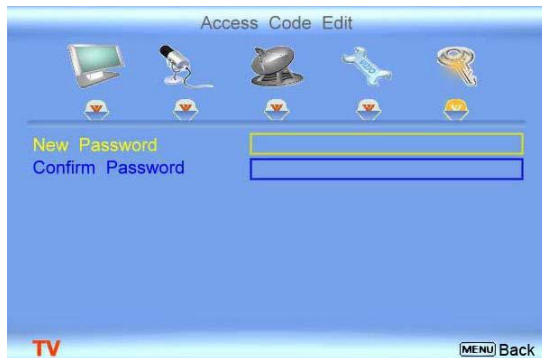 Access Code Edit
New Password
Confirm Password
TV
MENU Back